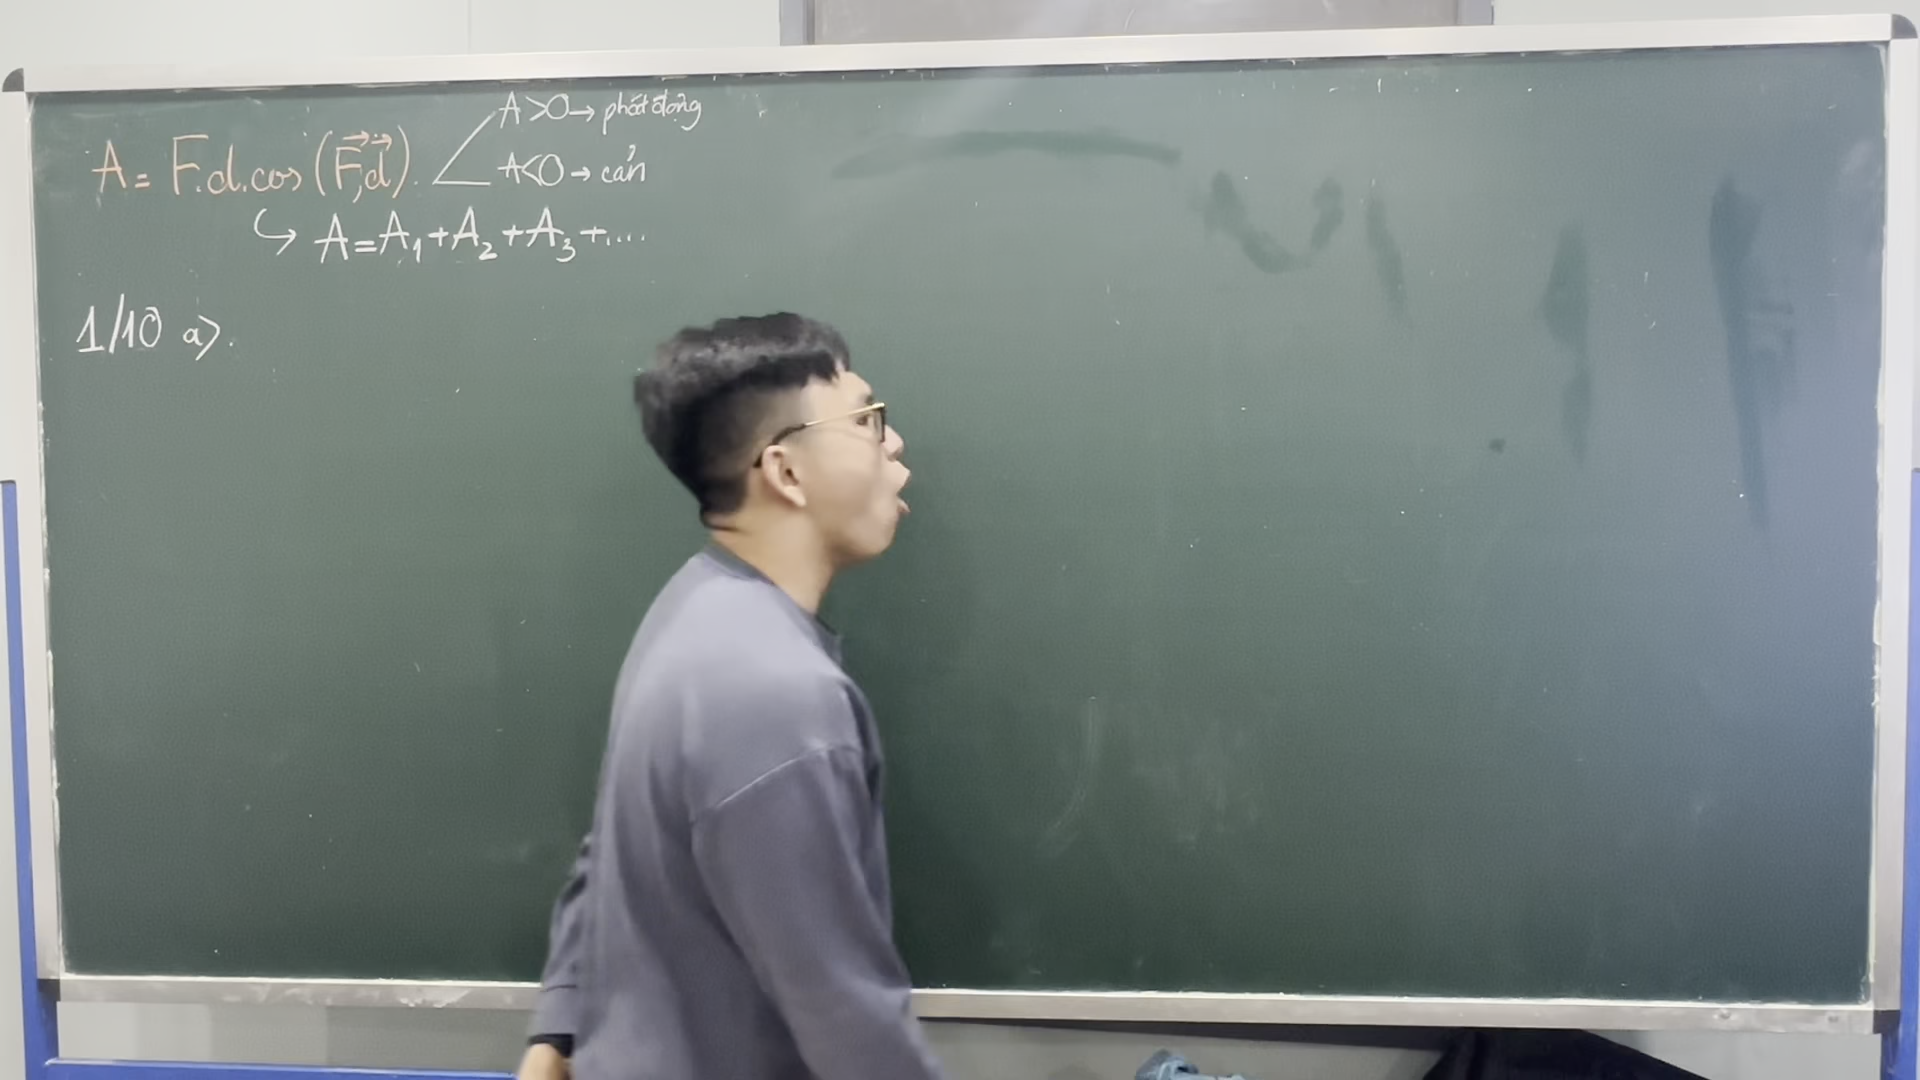 A = F.d.cos(F⃗,d⃗).
A>0 → phát động
A<0 → cản
↪ A=A₁+A₂+A₃+....
1/10 a).